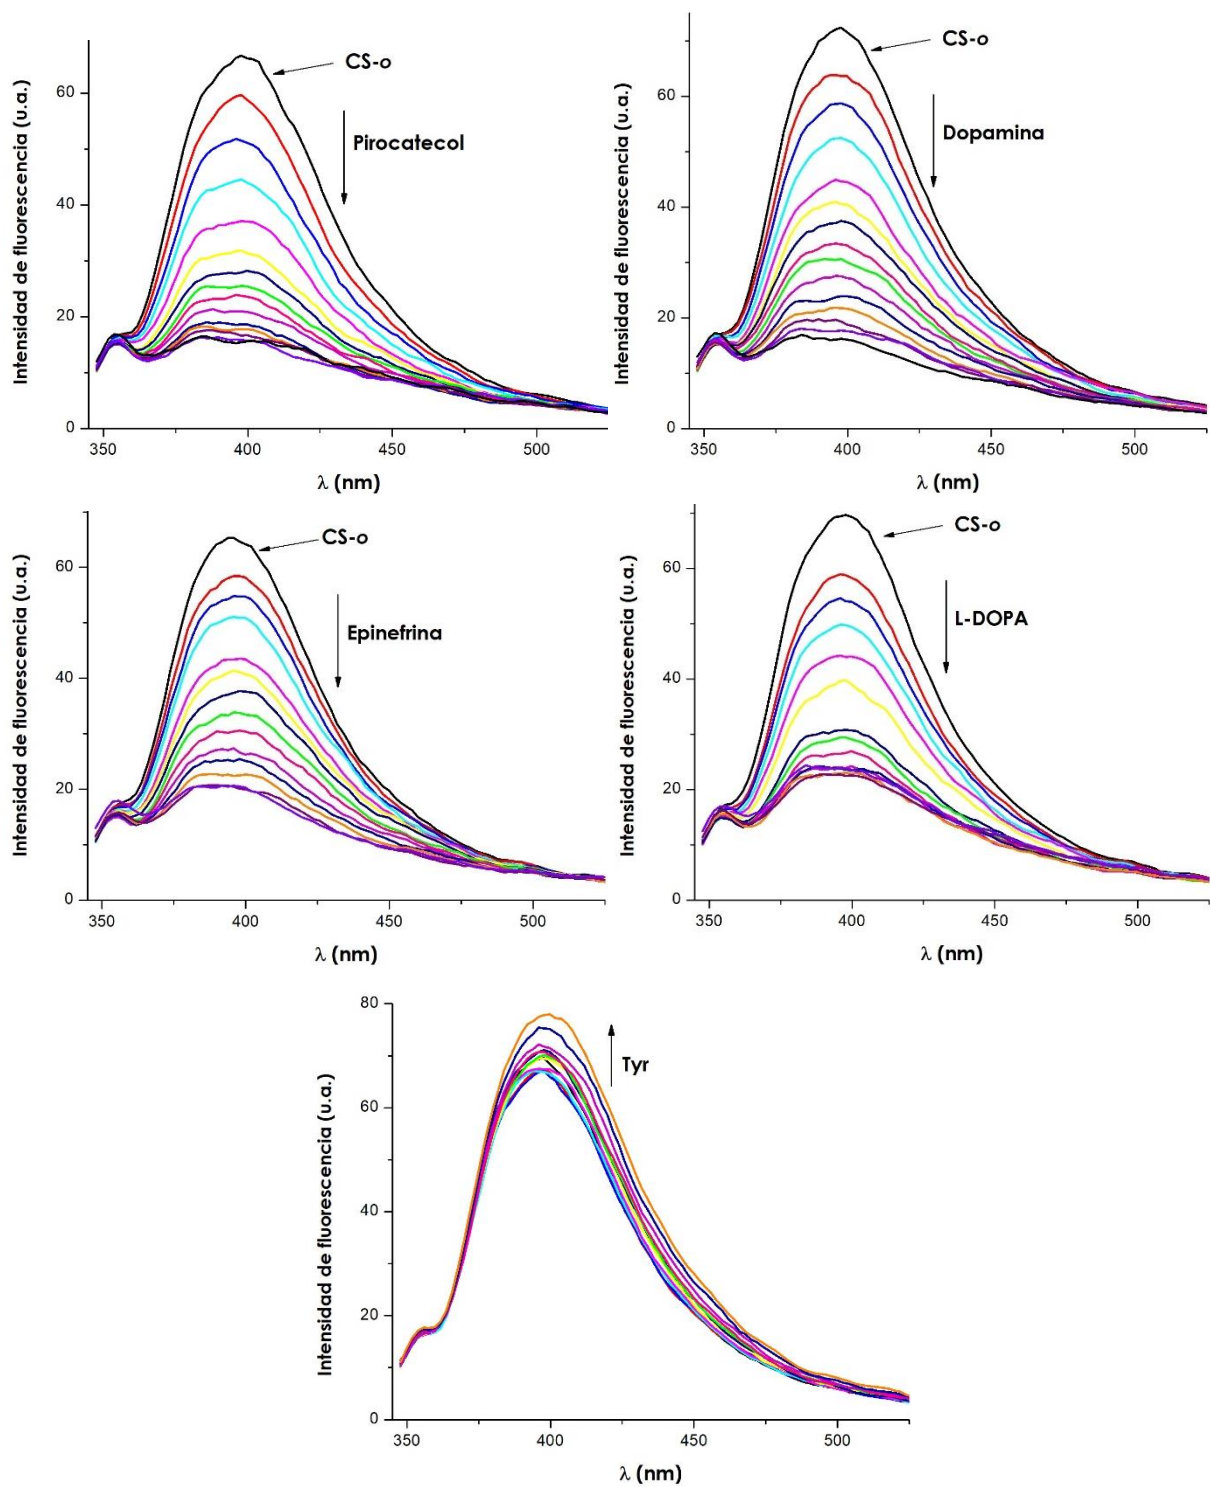 Intensidad de fluorescencia (u.a.)
60
40
20
0
CS-o
Pirocatecol
350
400
450
500
λ (nm)
Intensidad de fluorescencia (u.a.)
60
40
20
0
CS-o
Dopamina
350
400
450
500
λ (nm)
Intensidad de fluorescencia (u.a.)
60
40
20
0
CS-o
Epinefrina
350
400
450
500
λ (nm)
Intensidad de fluorescencia (u.a.)
60
40
20
0
CS-o
L-DOPA
350
400
450
500
λ (nm)
Intensidad de fluorescencia (u.a.)
80
60
40
20
0
Tyr
350
400
450
500
λ (nm)